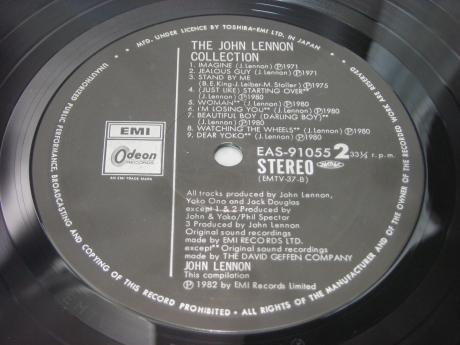 MFD. UNDER LICENCE BY TOSHIBA-EMI LTD. IN JAPAN
UNAUTHORIZED PUBLIC PERFORMANCE, BROADCASTING AND COPYING OF THIS RECORD PROHIBITED • ALL RIGHTS OF THE MANUFACTURER AND OF THE OWNER OF THE RECORDED WORK ARE RESERVED
THE JOHN LENNON
COLLECTION
1. IMAGINE (J.Lennon) ℗1971
2. JEALOUS GUY (J.Lennon) ℗1971
3. STAND BY ME
(B.E.King-J.Leiber-M.Stoller) ℗1975
4. (JUST LIKE) STARTING OVER**
(J.Lennon) ℗1980
5. WOMAN** (J.Lennon) ℗1980
6. I'M LOSING YOU** (J.Lennon) ℗1980
7. BEAUTIFUL BOY (DARLING BOY)**
(J.Lennon) ℗1980
8. WATCHING THE WHEELS** (J.Lennon) ℗1980
9. DEAR YOKO** (J.Lennon) ℗1980
EMI
Odeon
RECORDS
AN EMI TRADE MARK
EAS-91055 2 33⅓ r.p.m.
STEREO
(EMTV-37-B)
All tracks produced by John Lennon,
Yoko Ono and Jack Douglas
except 1 & 2 Produced by
John & Yoko/Phil Spector
3 Produced by John Lennon
Original sound recordings
made by EMI RECORDS LTD.
except** Original sound recordings
made by THE DAVID GEFFEN COMPANY
JOHN LENNON
This compilation
℗ 1982 by EMI Records Limited